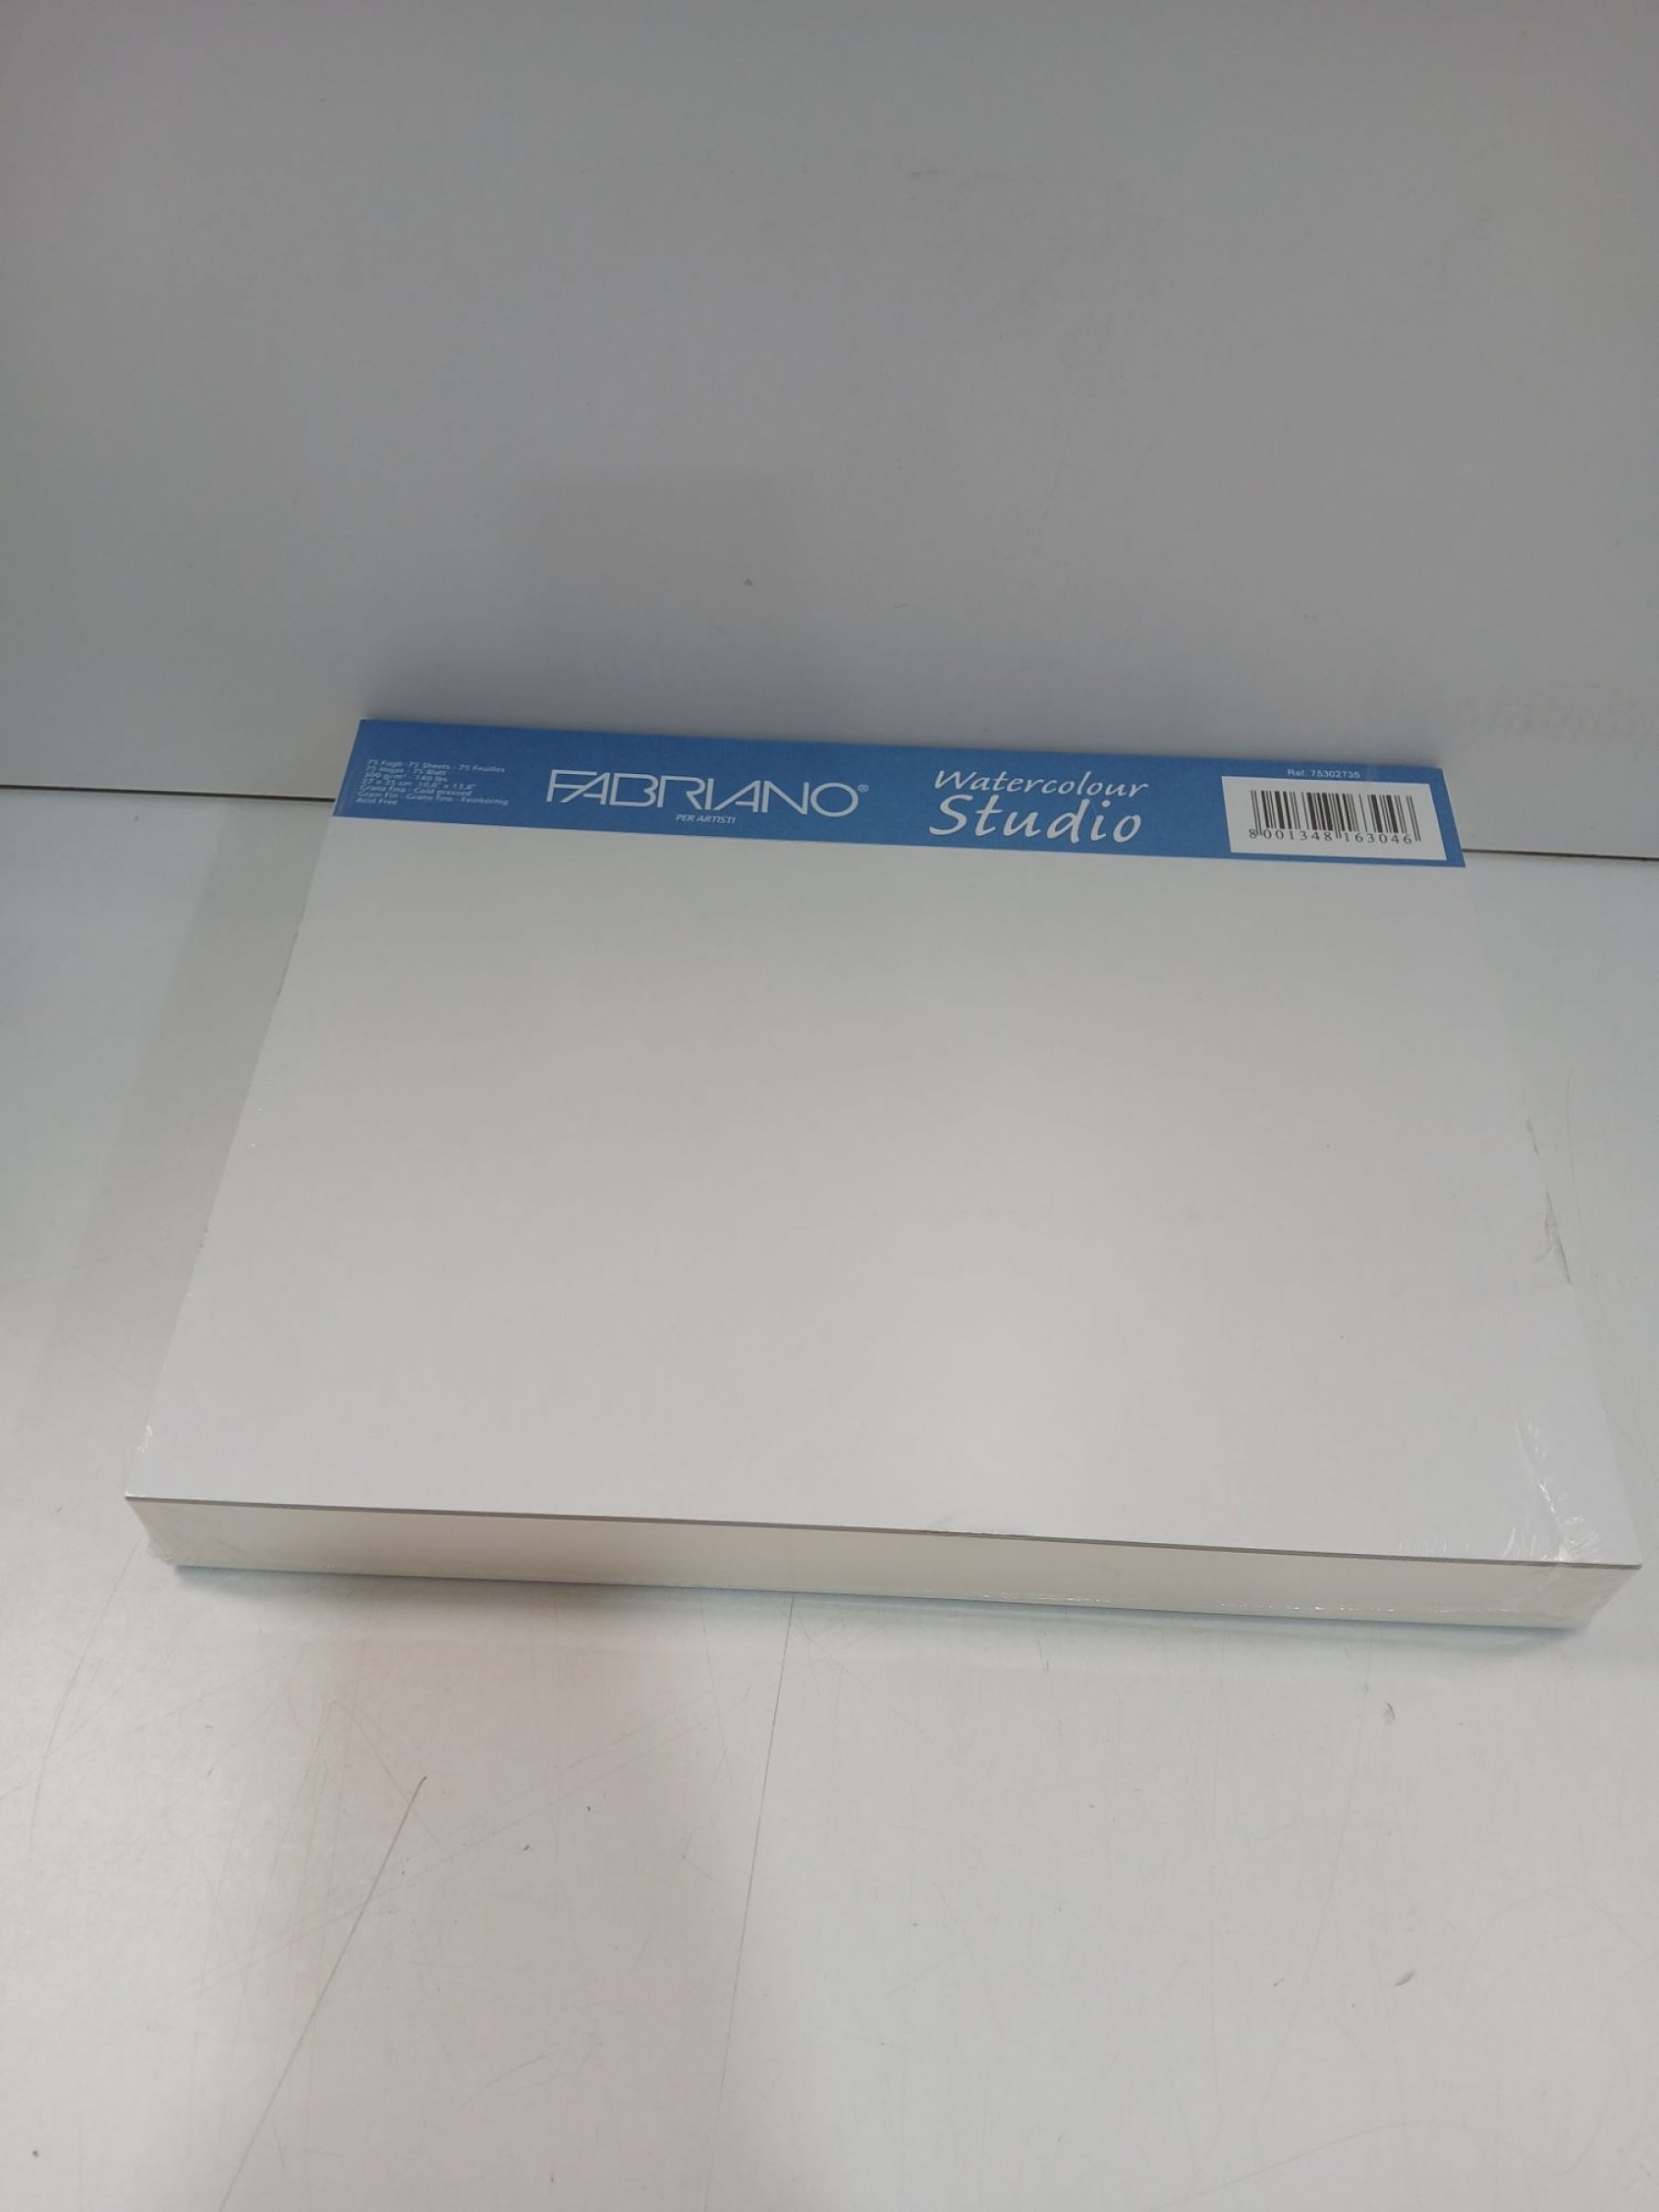 75 Fogli · 75 Sheets · 75 Feuilles
75 Hojas · 75 Blatt
300 g/m² · 140 lbs
27 x 35 cm · 10,6" x 13,8"
Grana fina · Cold pressed
Grain Fin · Grano fino · Feinkörnig
Acid Free
FABRIANO®
PER ARTISTI
Watercolour
Studio
Ref. 75302735
8 001348 163046